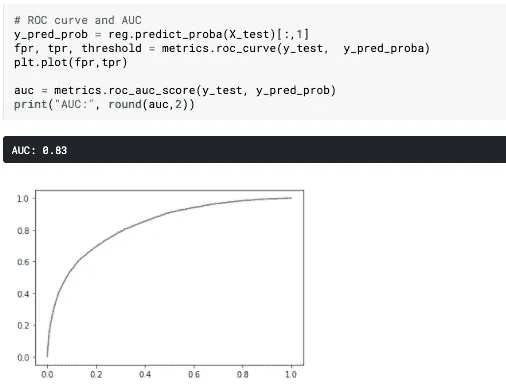 # ROC curve and AUC
y_pred_prob = reg.predict_proba(X_test)[:,1]
fpr, tpr, threshold = metrics.roc_curve(y_test,  y_pred_proba)
plt.plot(fpr,tpr)
auc = metrics.roc_auc_score(y_test, y_pred_prob)
print("AUC:", round(auc,2))
AUC: 0.83
1.0
0.8
0.6
0.4
0.2
0.0
0.0 0.2 0.4 0.6 0.8 1.0